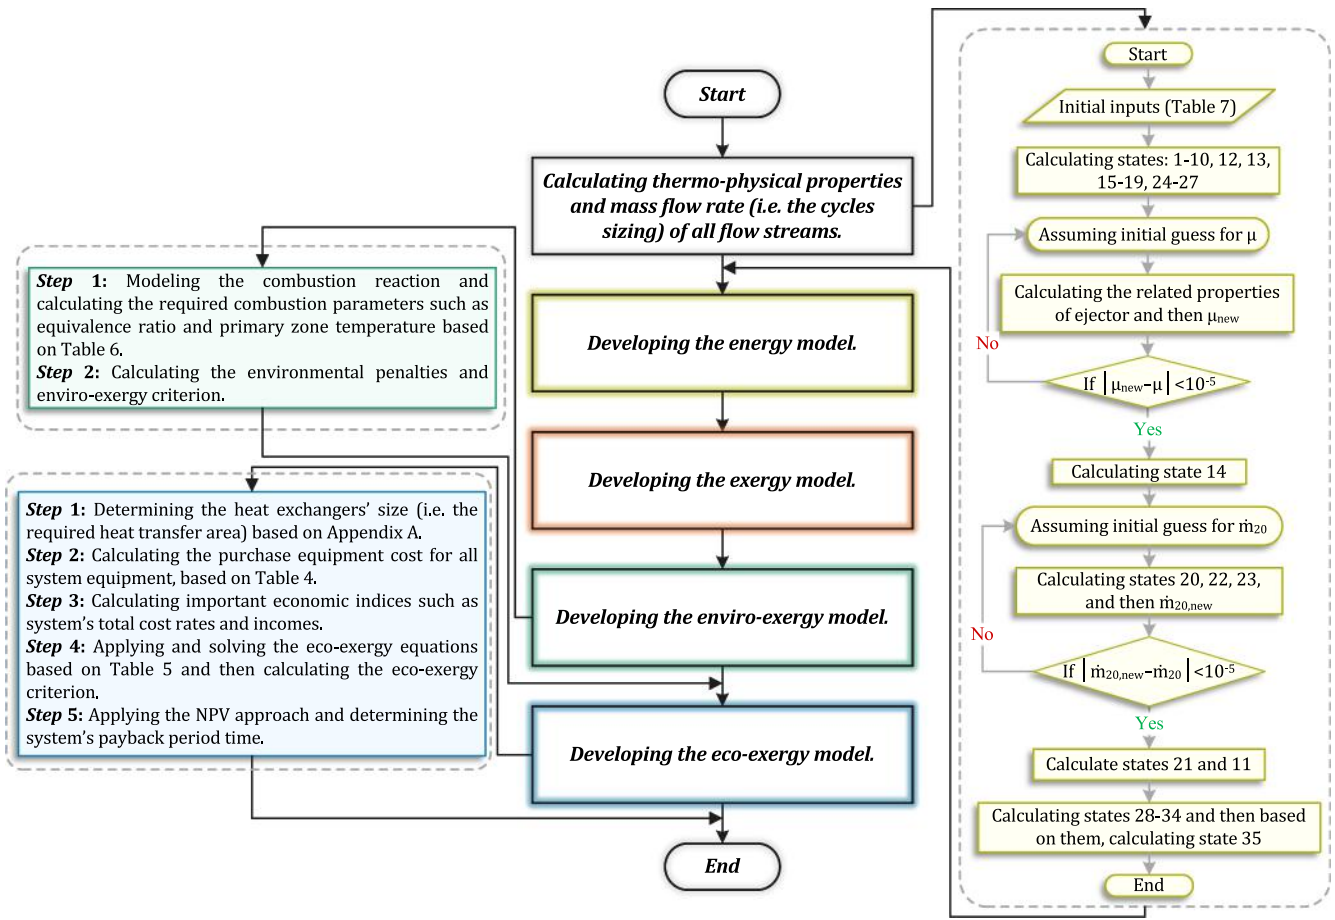 Start
Calculating thermo-physical properties
and mass flow rate (i.e. the cycles
sizing) of all flow streams.
Developing the energy model.
Developing the exergy model.
Developing the enviro-exergy model.
Developing the eco-exergy model.
End
Step 1: Modeling the combustion reaction and
calculating the required combustion parameters such as
equivalence ratio and primary zone temperature based
on Table 6.
Step 2: Calculating the environmental penalties and
enviro-exergy criterion.
Step 1: Determining the heat exchangers' size (i.e. the
required heat transfer area) based on Appendix A.
Step 2: Calculating the purchase equipment cost for all
system equipment, based on Table 4.
Step 3: Calculating important economic indices such as
system's total cost rates and incomes.
Step 4: Applying and solving the eco-exergy equations
based on Table 5 and then calculating the eco-exergy
criterion.
Step 5: Applying the NPV approach and determining the
system's payback period time.
Start
Initial inputs (Table 7)
Calculating states: 1-10, 12, 13,
15-19, 24-27
Assuming initial guess for μ
Calculating the related properties
of ejector and then μnew
No
If |μnew-μ| <10⁻⁵
Yes
Calculating state 14
Assuming initial guess for ṁ20
Calculating states 20, 22, 23,
and then ṁ20,new
No
If |ṁ20,new-ṁ20| <10⁻⁵
Yes
Calculate states 21 and 11
Calculating states 28-34 and then based
on them, calculating state 35
End